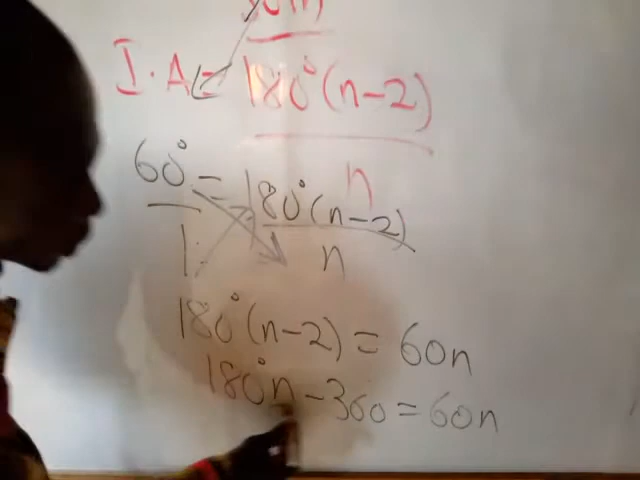 I.A = 180°(n-2)
n
60° = 180°(n-2)
1 n
180°(n-2) = 60n
180°n - 360 = 60n